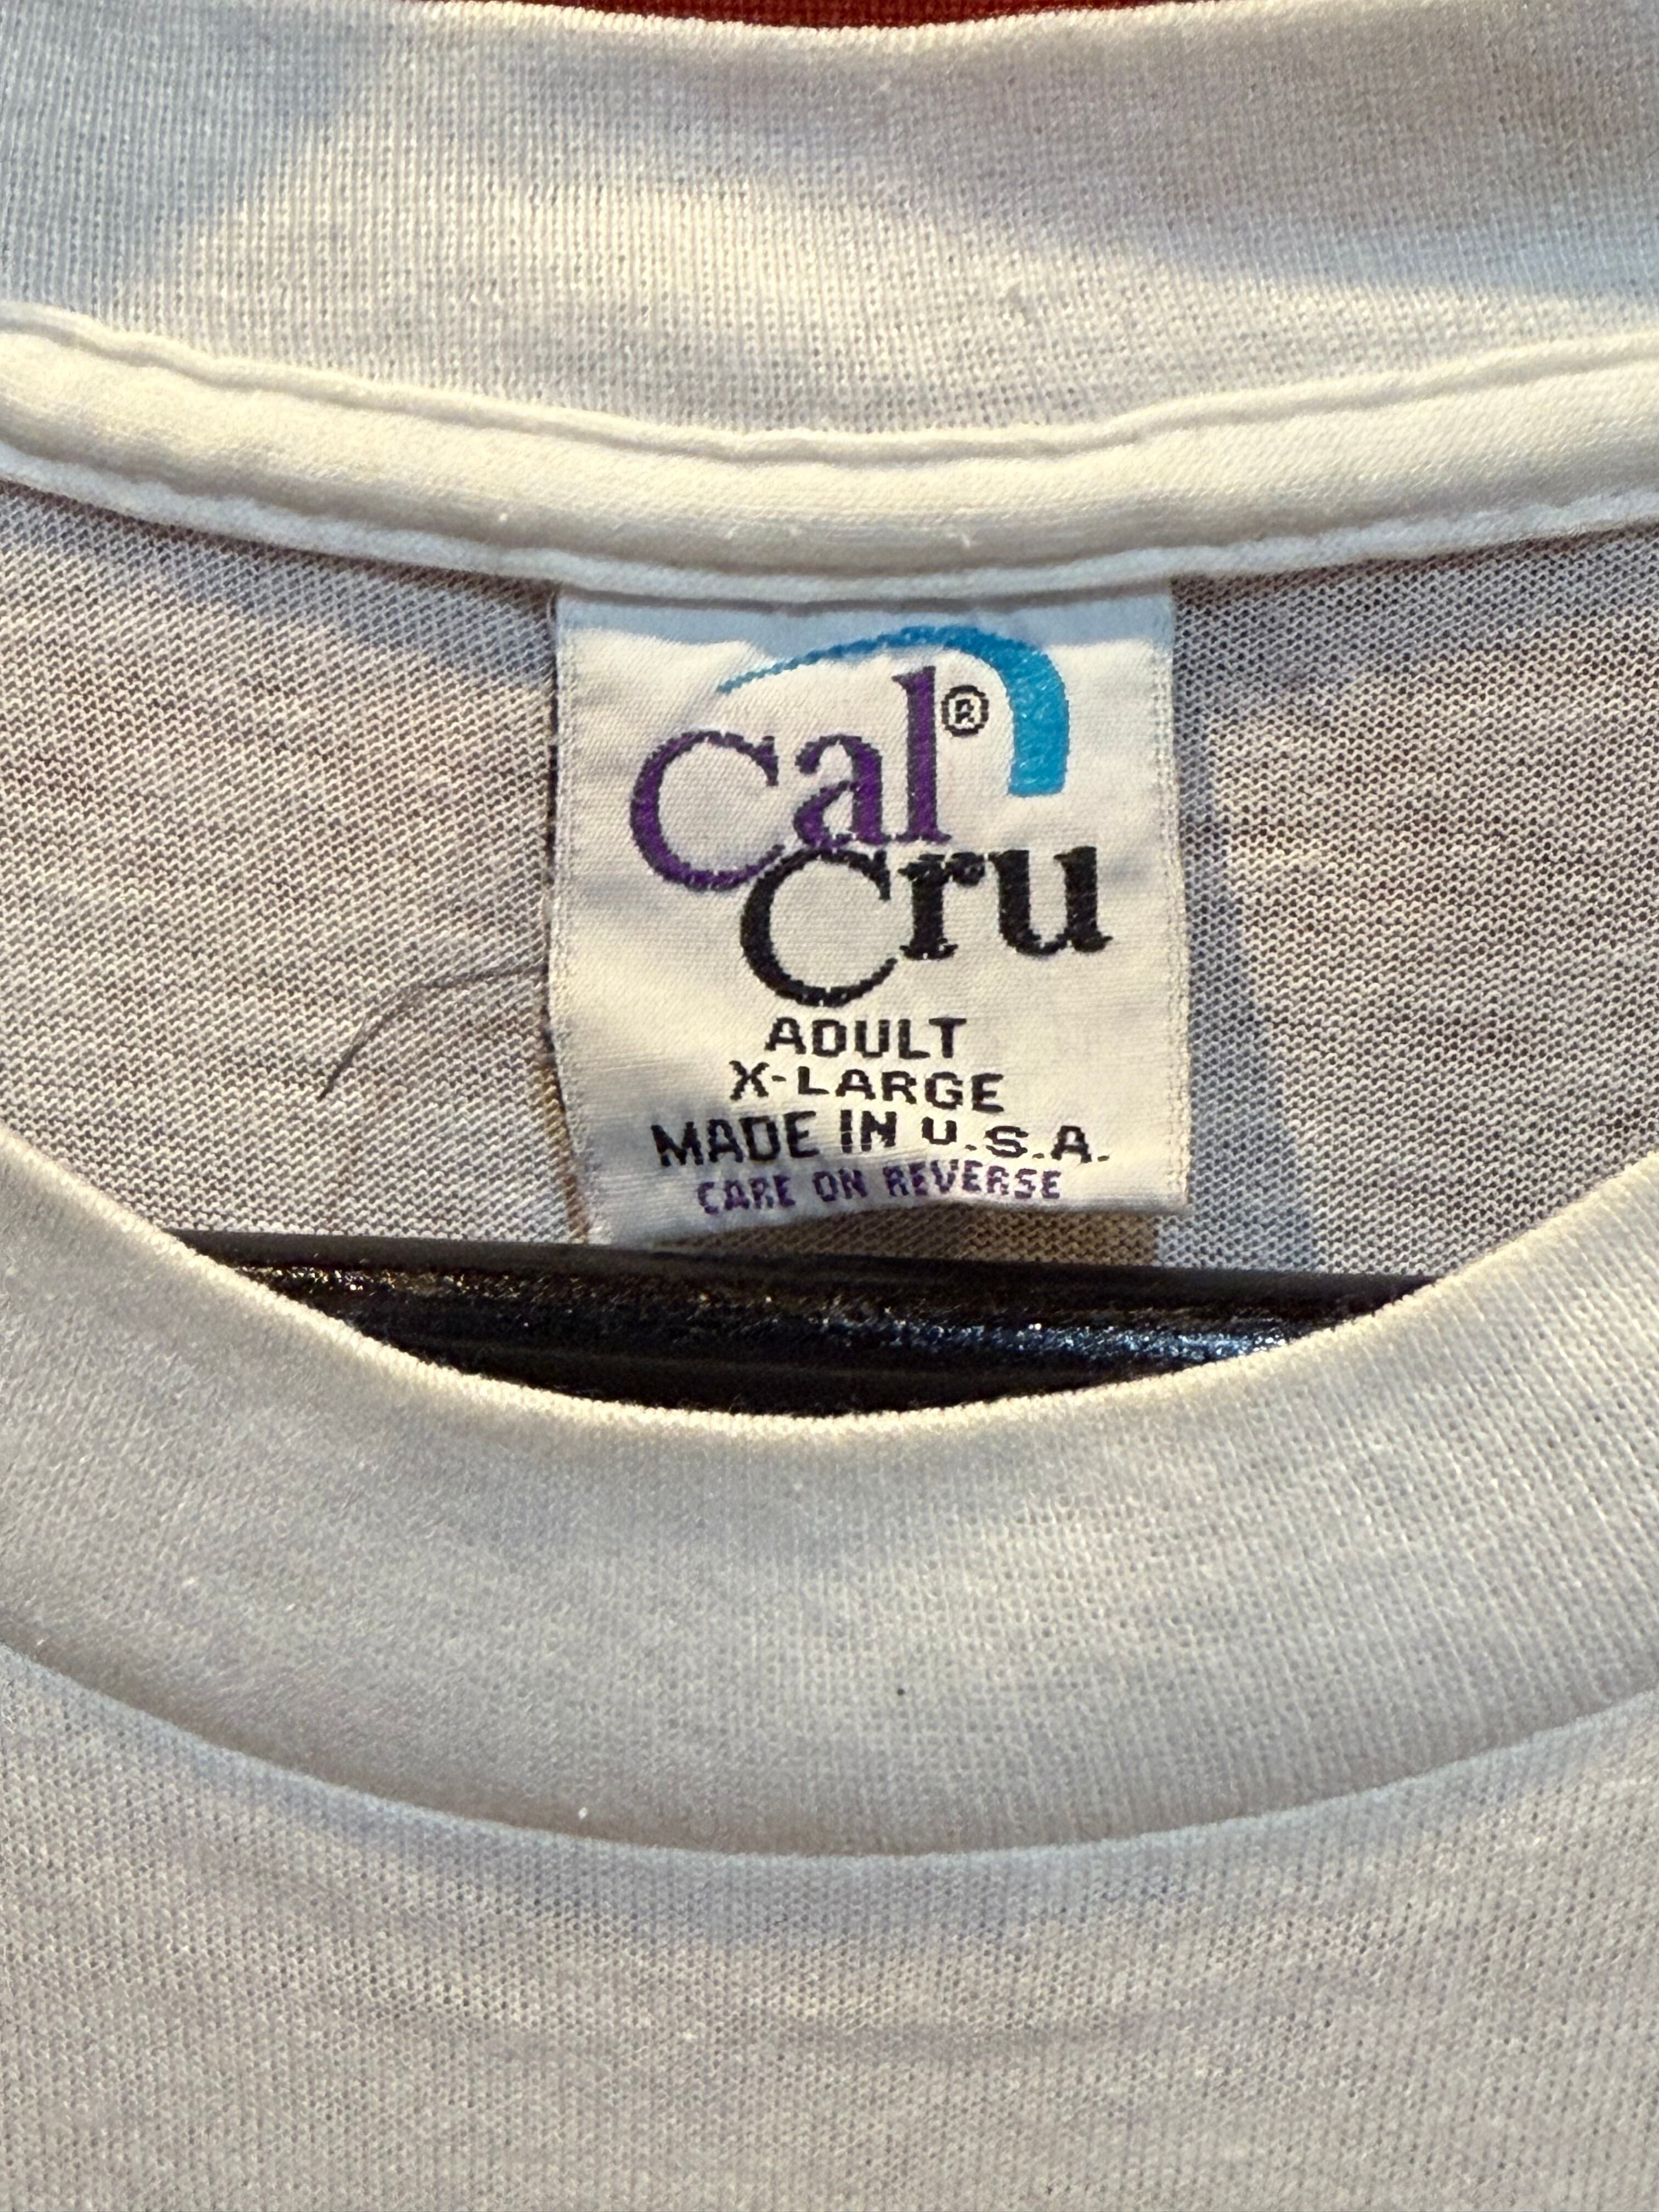 Cal®
Cru
ADULT
X-LARGE
MADE IN U.S.A.
CARE ON REVERSE